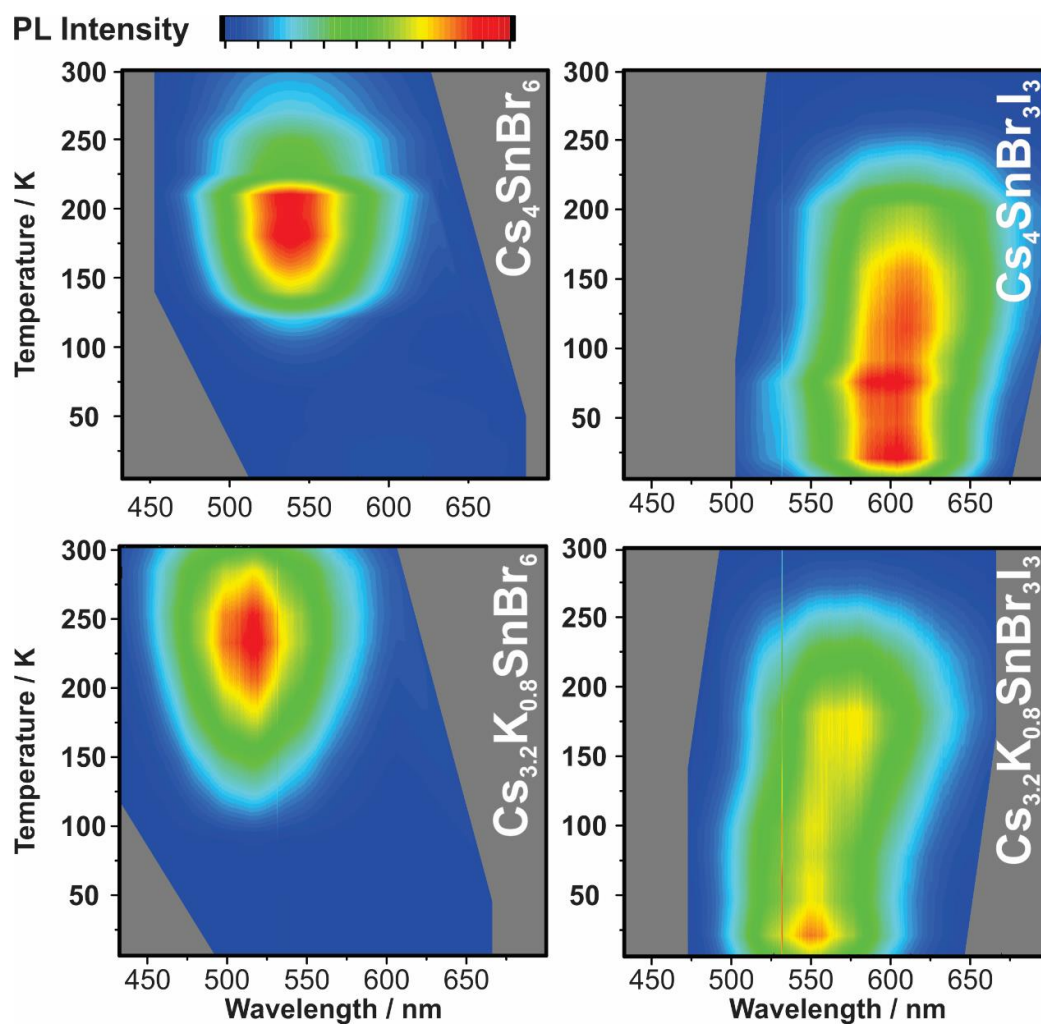 PL Intensity
300
250
200
150
100
50
Temperature / K
Cs₄SnBr₆
450 500 550 600 650
300
250
200
150
100
50
Cs₄SnBr₃I₃
450 500 550 600 650
300
250
200
150
100
50
Temperature / K
Cs₃.₂K₀.₈SnBr₆
450 500 550 600 650
Wavelength / nm
300
250
200
150
100
50
Cs₃.₂K₀.₈SnBr₃I₃
450 500 550 600 650
Wavelength / nm